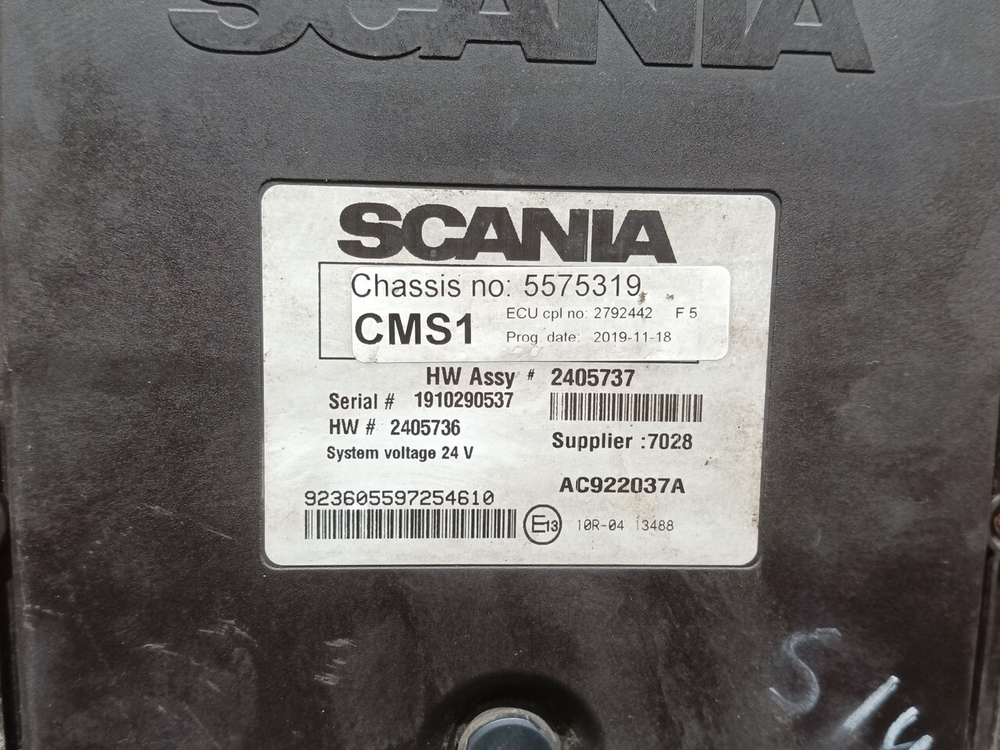 SCANIA
SCANIA
Chassis no: 5575319
CMS1
ECU cpl no: 2792442 F 5
Prog. date: 2019-11-18
HW Assy # 2405737
Serial # 1910290537
HW # 2405736
Supplier :7028
System voltage 24 V
AC922037A
923605597254610
E13
10R-04 13488